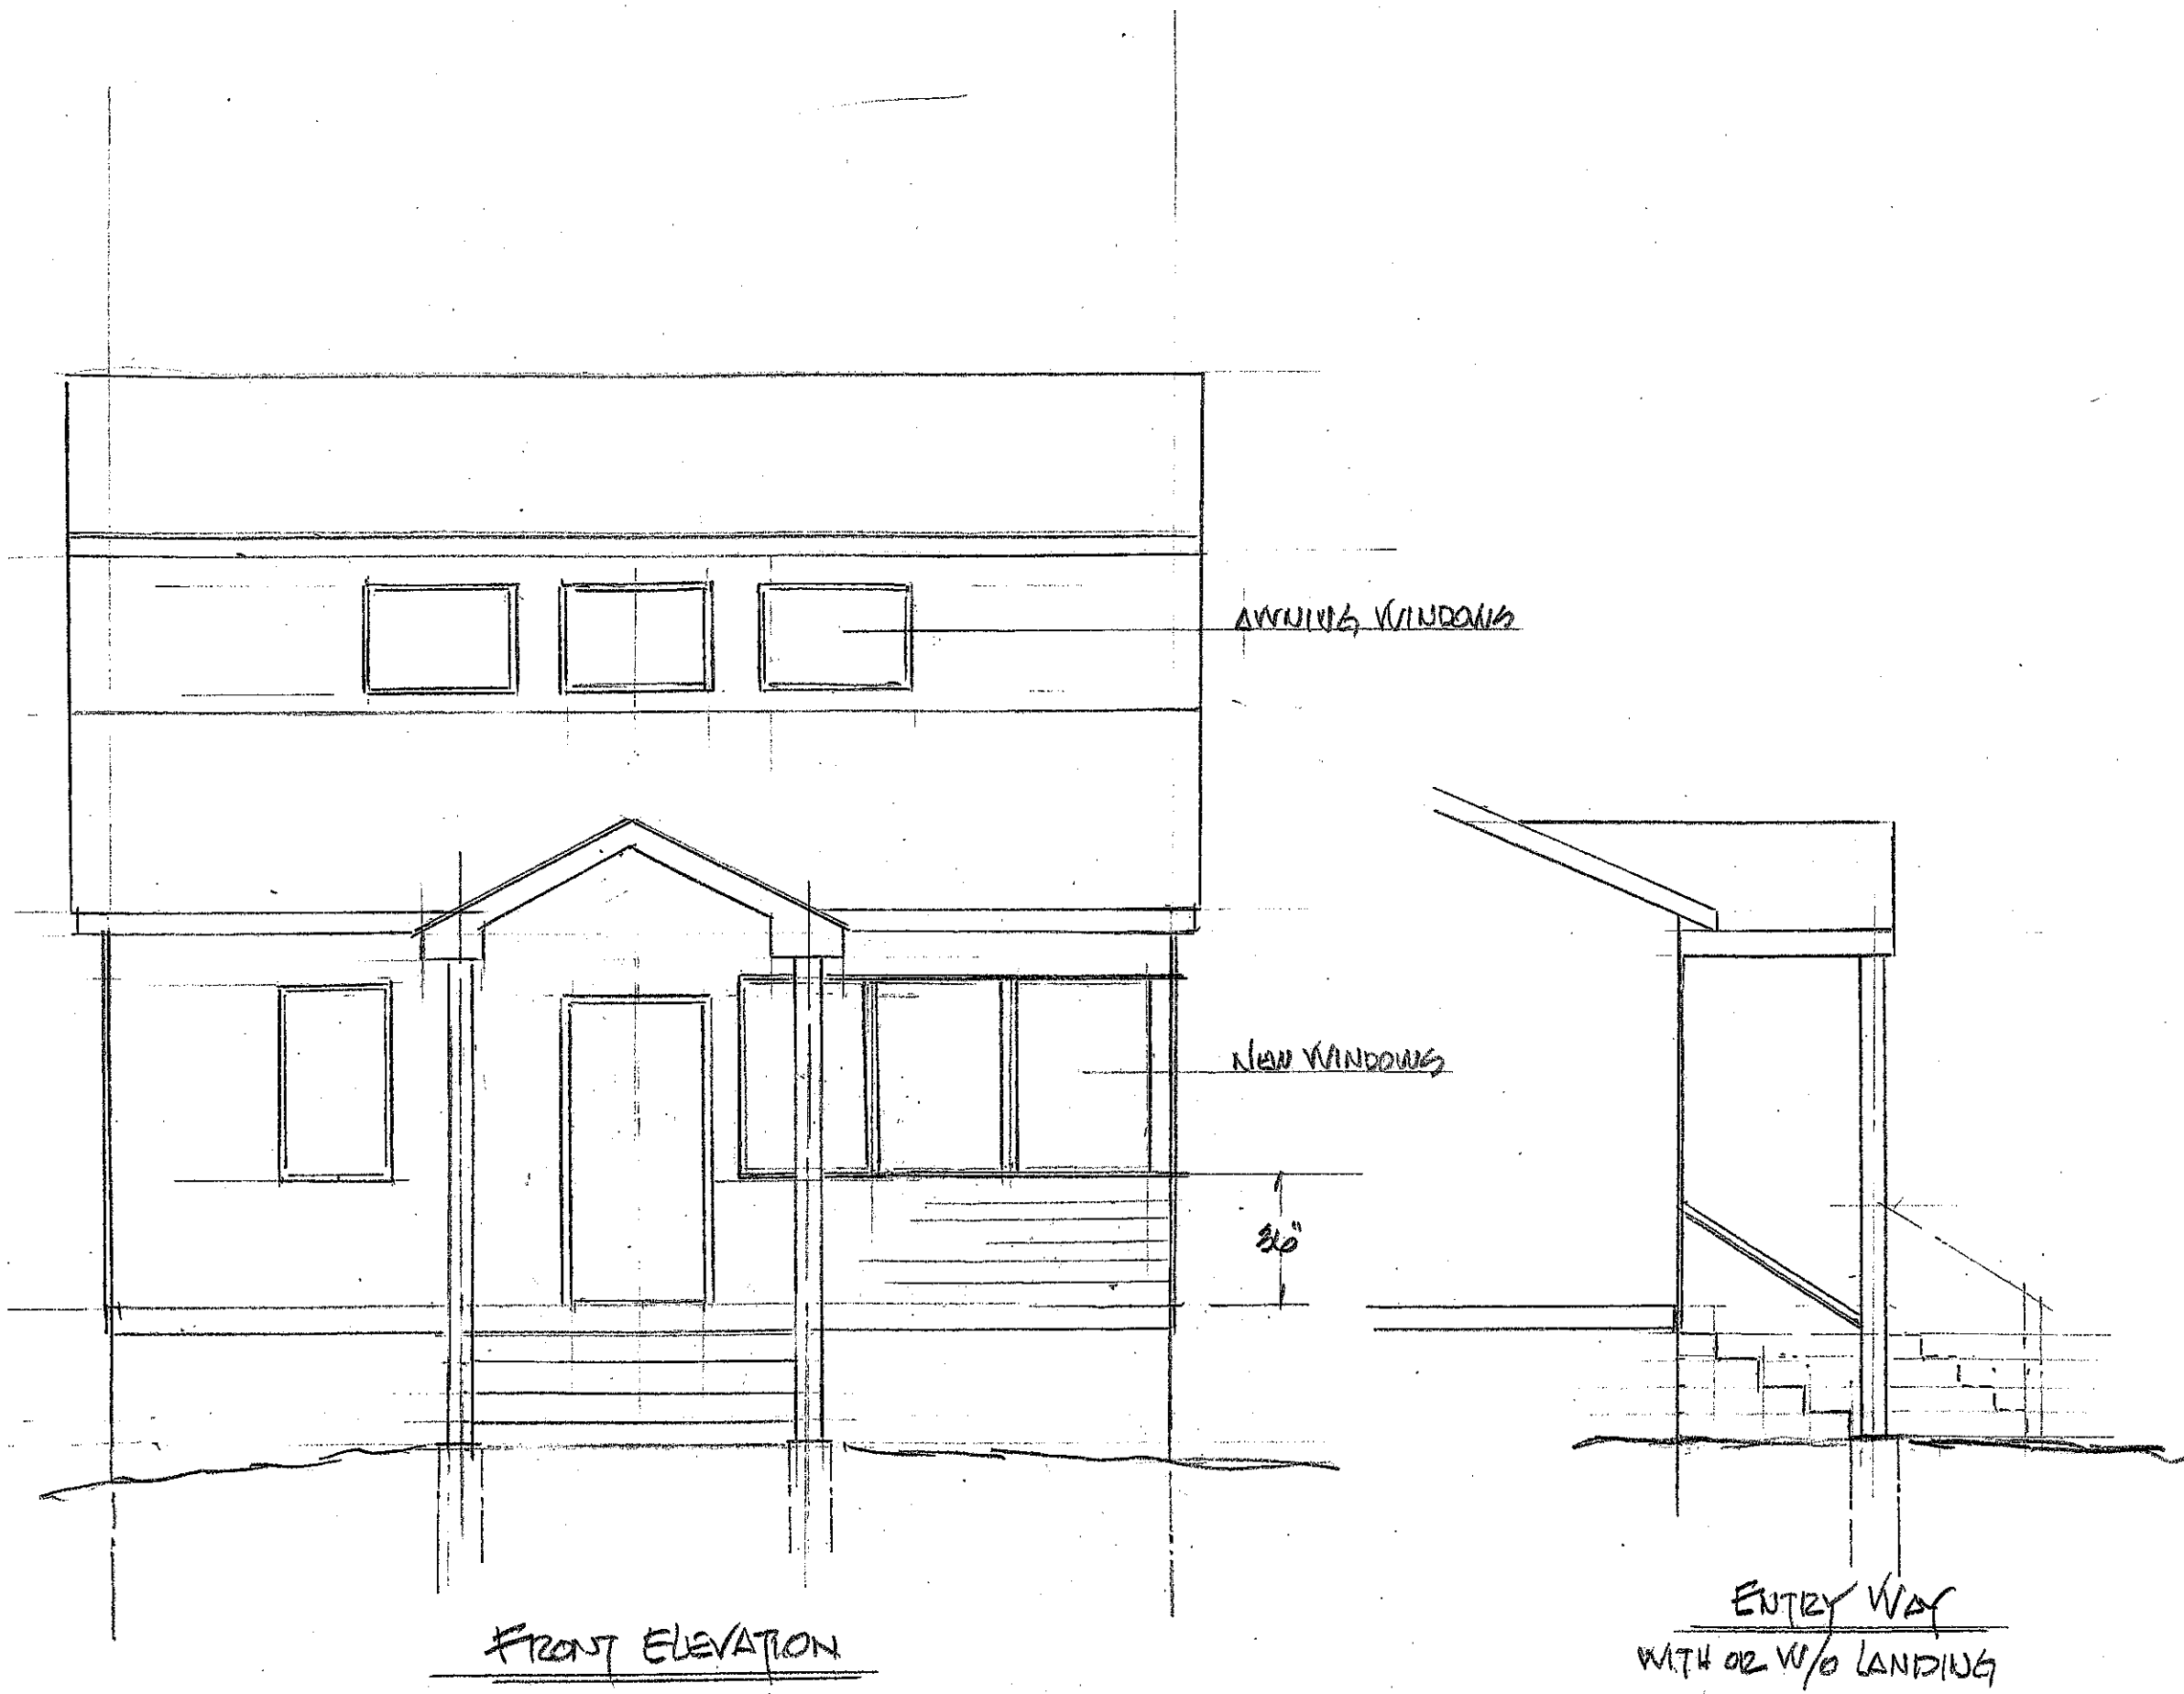 AWNING WINDOWS
NEW WINDOWS
36"
FRONT ELEVATION
ENTRY WAY
WITH OR W/O LANDING